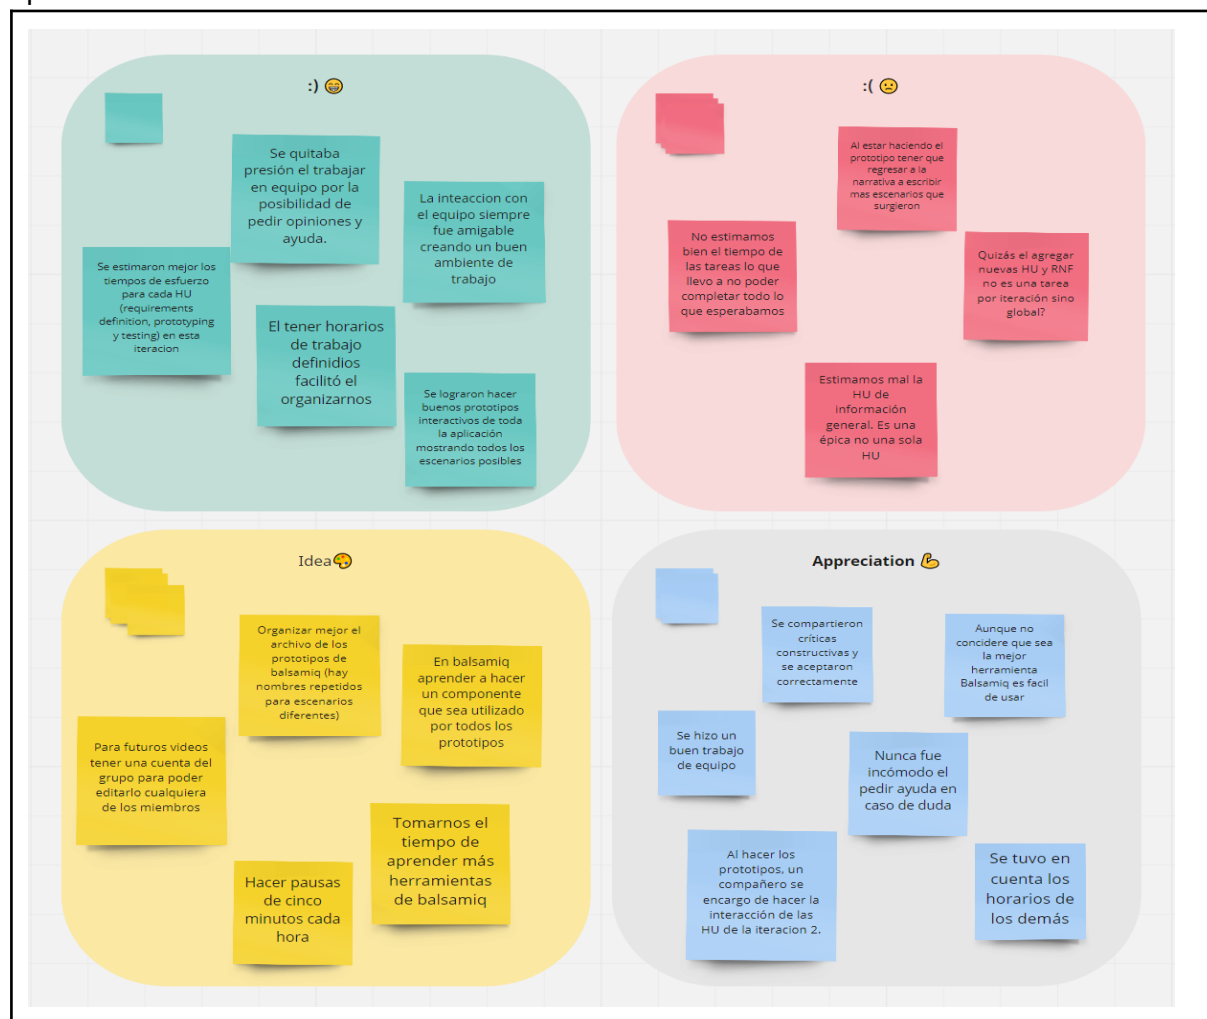 :) 😁
Se quitaba
presión el trabajar
en equipo por la
posibilidad de
pedir opiniones y
ayuda.
La inteaccion con
el equipo siempre
fue amigable
creando un buen
ambiente de
trabajo
Se estimaron mejor los
tiempos de esfuerzo
para cada HU
(requirements
definition, prototyping
y testing) en esta
iteracion
El tener horarios
de trabajo
definidios
facilitó el
organizarnos
Se lograron hacer
buenos prototipos
interactivos de toda
la aplicación
mostrando todos los
escenarios posibles
:( 🙁
Al estar haciendo el
prototipo tener que
regresar a la
narrativa a escribir
mas escenarios que
surgieron
No estimamos
bien el tiempo de
las tareas lo que
llevo a no poder
completar todo lo
que esperabamos
Quizás el agregar
nuevas HU y RNF
no es una tarea
por iteración sino
global?
Estimamos mal la
HU de
información
general. Es una
épica no una sola
HU
Idea🎨
Organizar mejor el
archivo de los
prototipos de
balsamiq (hay
nombres repetidos
para escenarios
diferentes)
En balsamiq
aprender a hacer
un componente
que sea utilizado
por todos los
prototipos
Para futuros videos
tener una cuenta del
grupo para poder
editarlo cualquiera
de los miembros
Tomarnos el
tiempo de
aprender más
herramientas
de balsamiq
Hacer pausas
de cinco
minutos cada
hora
Appreciation 💪
Se compartieron
críticas
constructivas y
se aceptaron
correctamente
Aunque no
concidere que sea
la mejor
herramienta
Balsamiq es facil
de usar
Se hizo un
buen trabajo
de equipo
Nunca fue
incómodo el
pedir ayuda en
caso de duda
Al hacer los
prototipos, un
compañero se
encargo de hacer la
interacción de las
HU de la iteracion 2.
Se tuvo en
cuenta los
horarios de
los demás